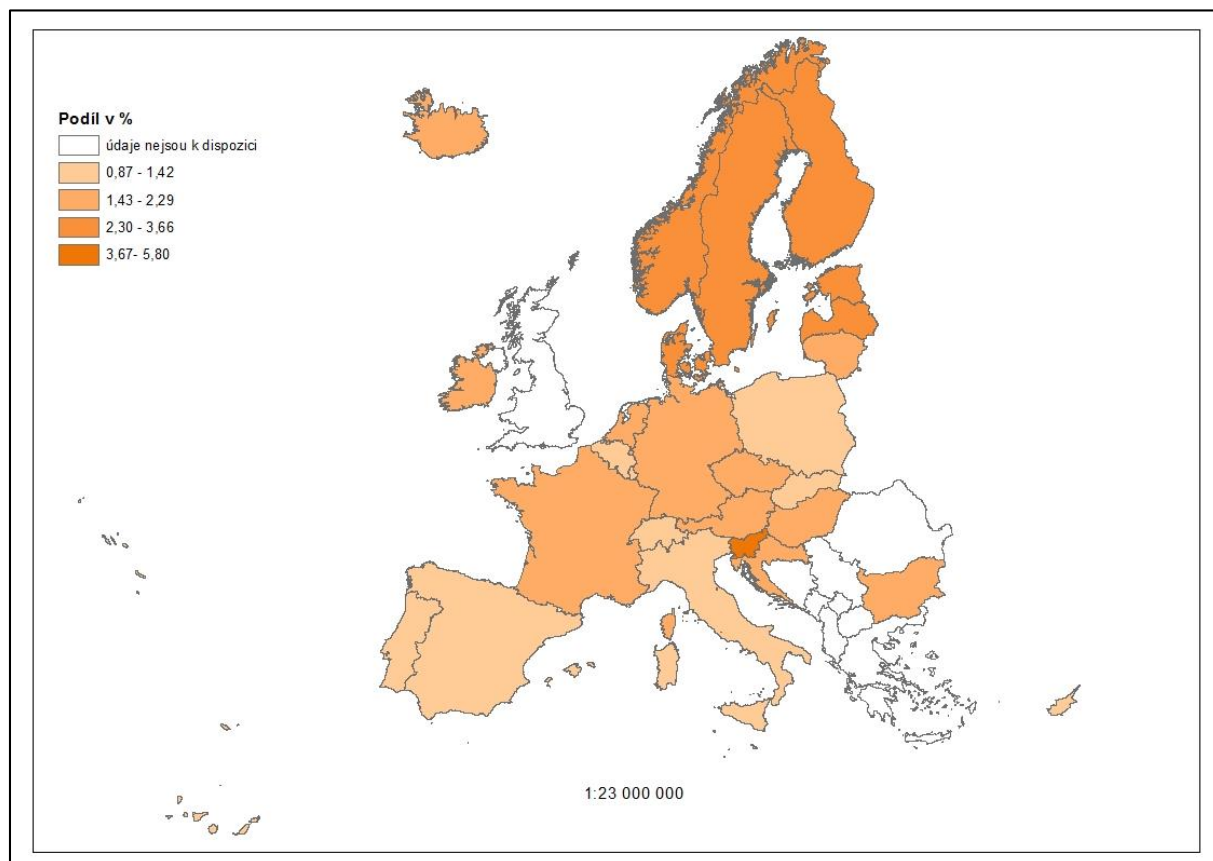 Podíl v %
údaje nejsou k dispozici
0,87 - 1,42
1,43 - 2,29
2,30 - 3,66
3,67- 5,80
1:23 000 000